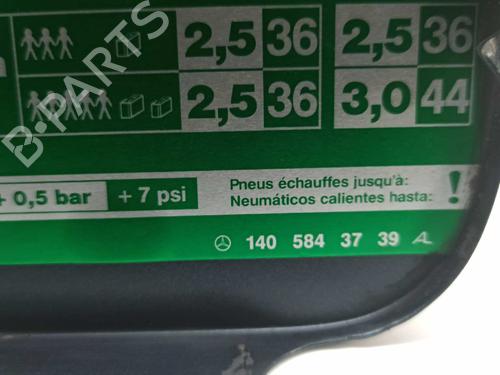 2,5 36 2,5 36
2,5 36 3,0 44
+ 0,5 bar + 7 psi
Pneus échauffes jusqu'à:
Neumáticos calientes hasta: !
140 584 37 39
B-PARTS